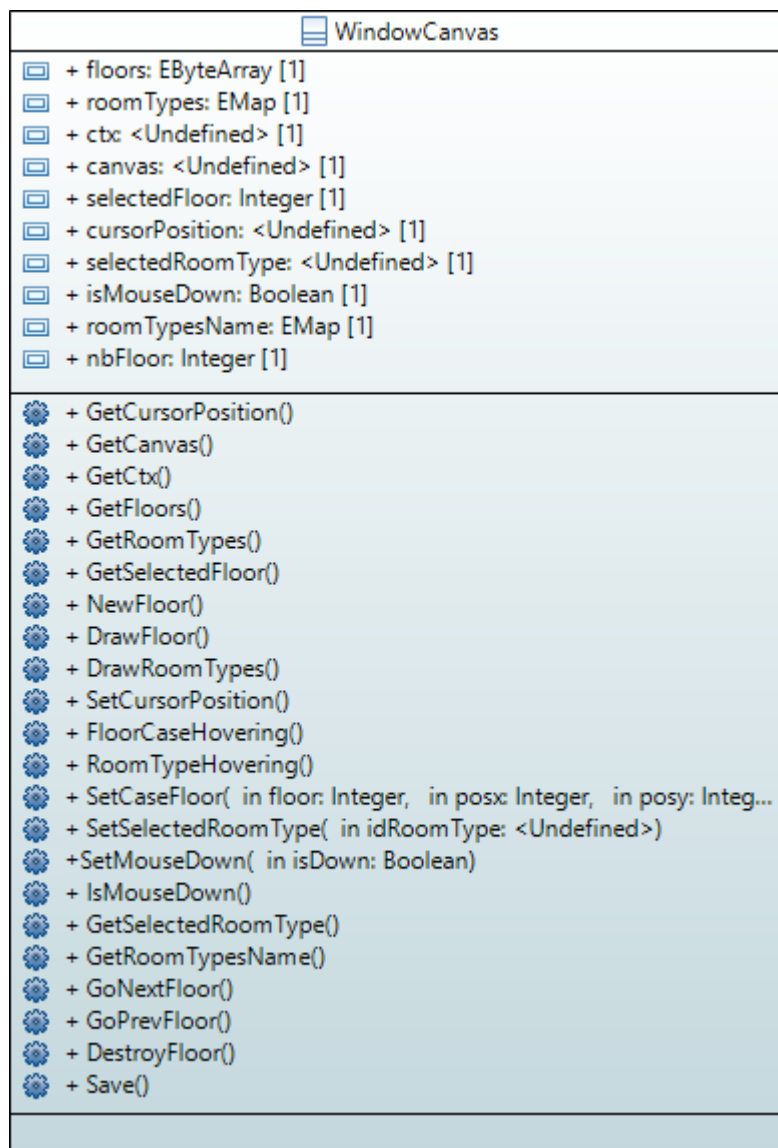 WindowCanvas
+ floors: EByteArray [1]
+ roomTypes: EMap [1]
+ ctx: <Undefined> [1]
+ canvas: <Undefined> [1]
+ selectedFloor: Integer [1]
+ cursorPosition: <Undefined> [1]
+ selectedRoomType: <Undefined> [1]
+ isMouseDown: Boolean [1]
+ roomTypesName: EMap [1]
+ nbFloor: Integer [1]
+ GetCursorPosition()
+ GetCanvas()
+ GetCtx()
+ GetFloors()
+ GetRoomTypes()
+ GetSelectedFloor()
+ NewFloor()
+ DrawFloor()
+ DrawRoomTypes()
+ SetCursorPosition()
+ FloorCaseHovering()
+ RoomTypeHovering()
+ SetCaseFloor( in floor: Integer, in posx: Integer, in posy: Integ...
+ SetSelectedRoomType( in idRoomType: <Undefined>)
+SetMouseDown( in isDown: Boolean)
+ IsMouseDown()
+ GetSelectedRoomType()
+ GetRoomTypesName()
+ GoNextFloor()
+ GoPrevFloor()
+ DestroyFloor()
+ Save()